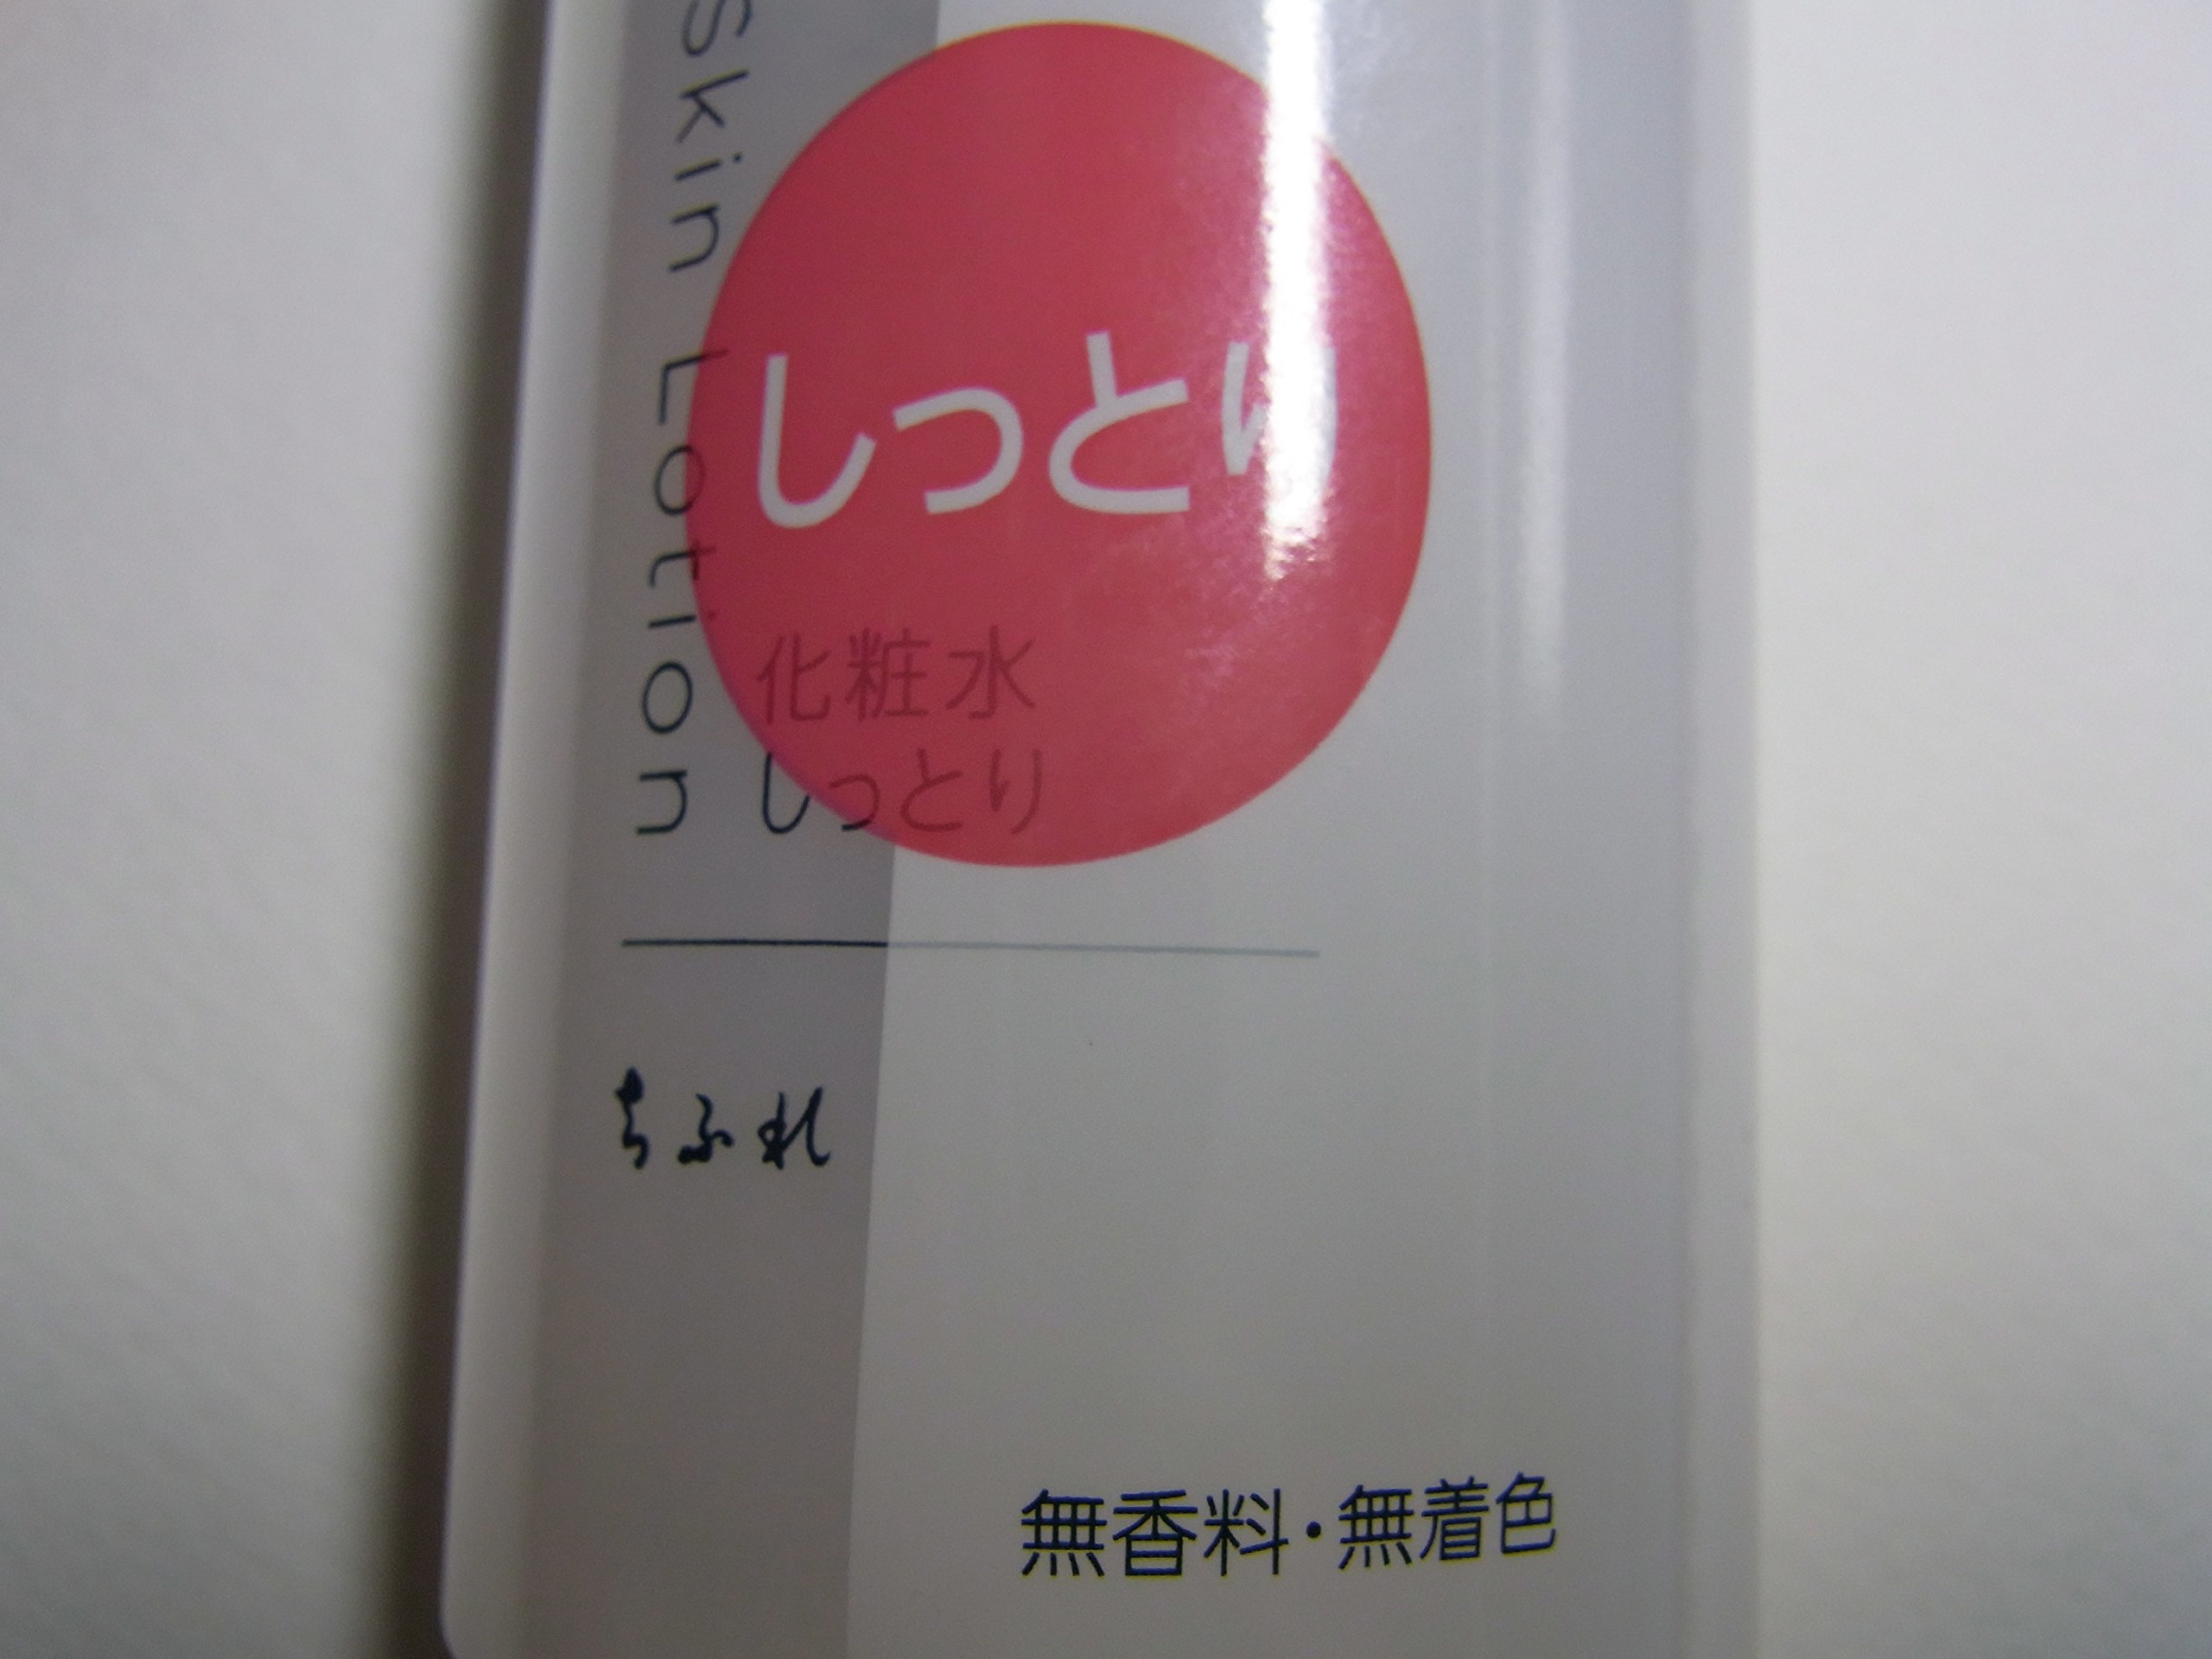 Skin Lotion
しっとり
化粧水
しっとり
ちふれ
無香料・無着色